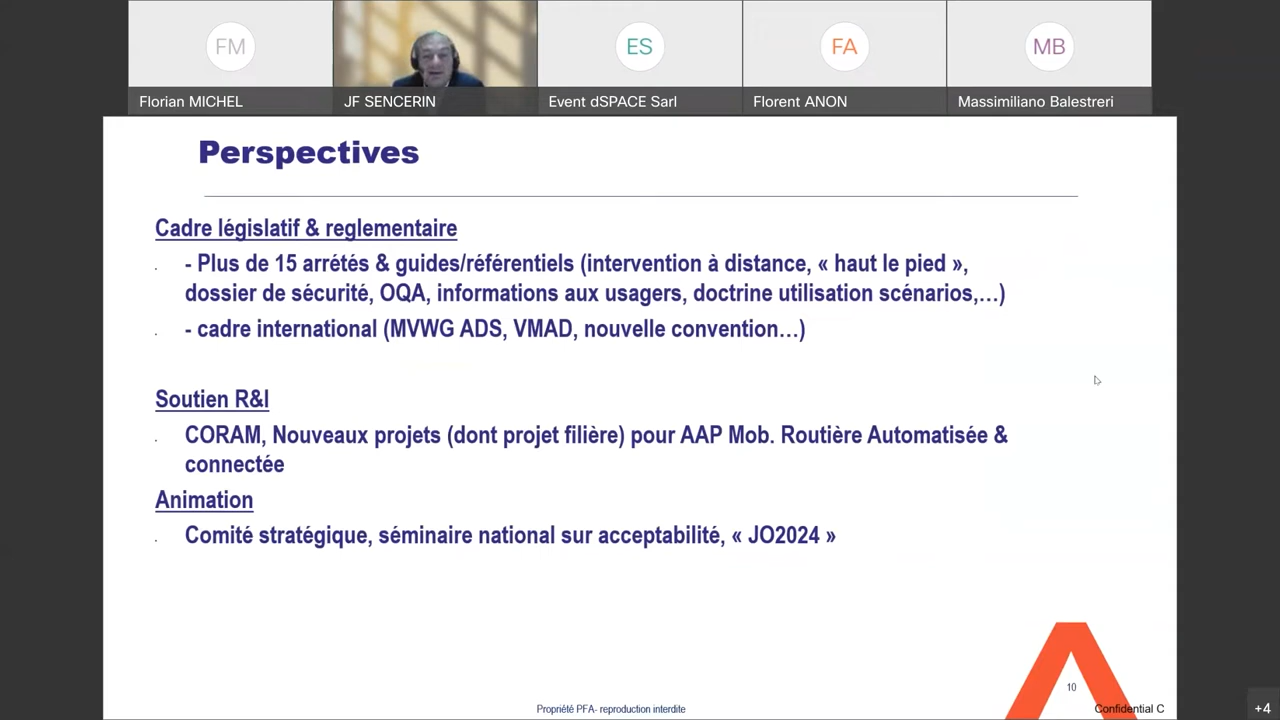 FM
ES
FA
MB
Florian MICHEL
JF SENCERIN
Event dSPACE Sarl
Florent ANON
Massimiliano Balestreri
Perspectives
Cadre législatif & reglementaire
- Plus de 15 arrétés & guides/référentiels (intervention à distance, « haut le pied »,
dossier de sécurité, OQA, informations aux usagers, doctrine utilisation scénarios,…)
- cadre international (MVWG ADS, VMAD, nouvelle convention…)
Soutien R&I
CORAM, Nouveaux projets (dont projet filière) pour AAP Mob. Routière Automatisée &
connectée
Animation
Comité stratégique, séminaire national sur acceptabilité, « JO2024 »
10
Propriété PFA- reproduction interdite
Confidential C
+4